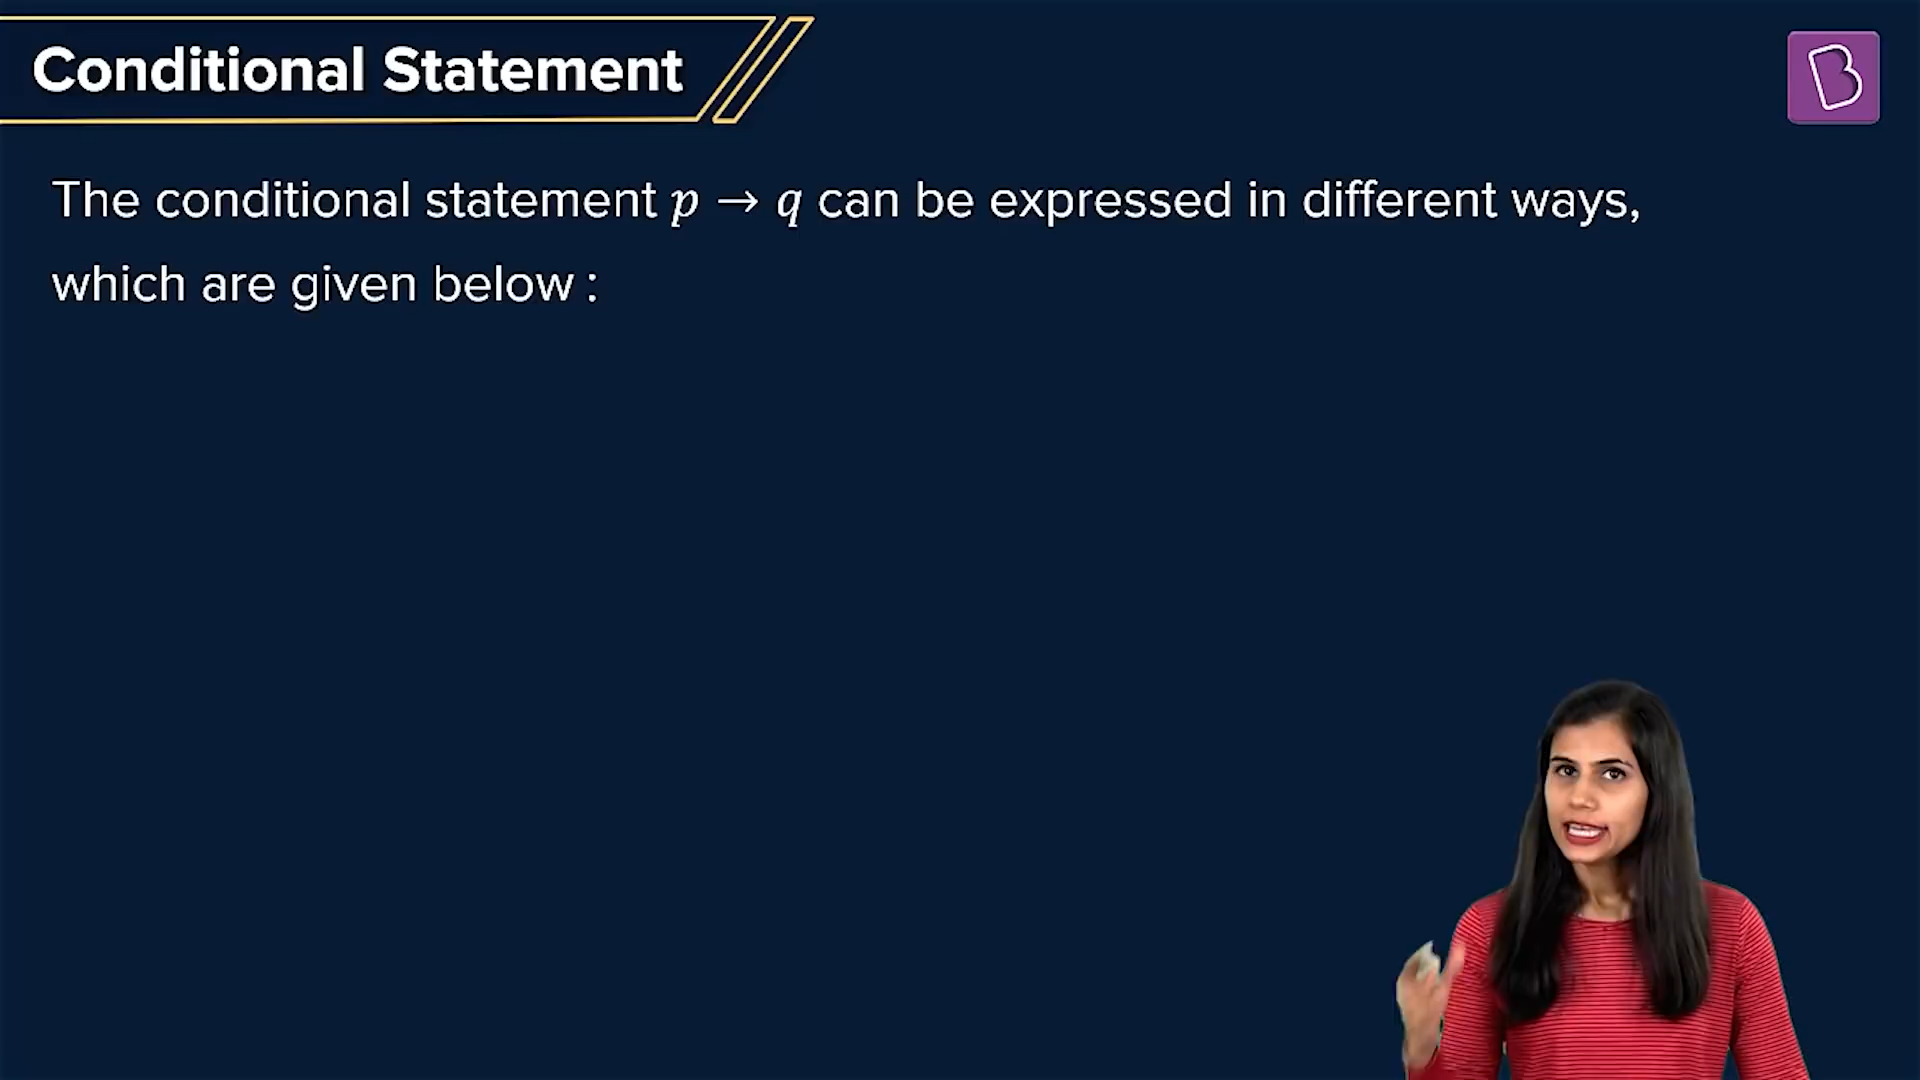 Conditional Statement
B
The conditional statement p → q can be expressed in different ways,
which are given below :